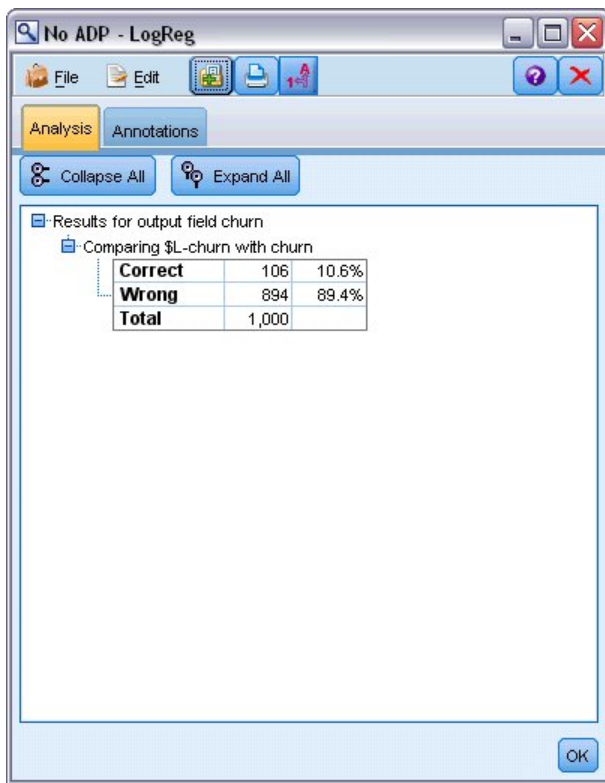 No ADP - LogReg
File Edit
Analysis Annotations
Collapse All Expand All
Results for output field churn
Comparing $L-churn with churn
Correct 106 10.6%
Wrong 894 89.4%
Total 1,000
OK